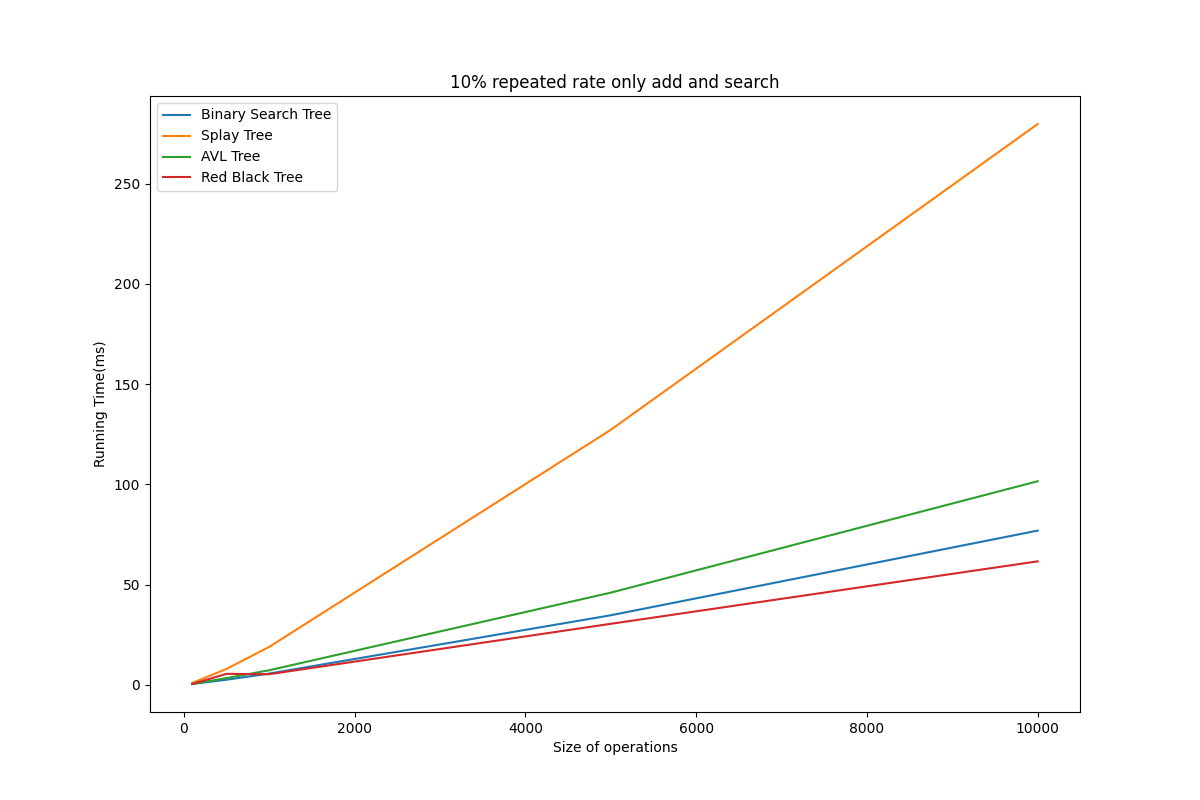 10% repeated rate only add and search
Binary Search Tree
Splay Tree
AVL Tree
Red Black Tree
Running Time(ms)
250
200
150
100
50
0
0 2000 4000 6000 8000 10000
Size of operations